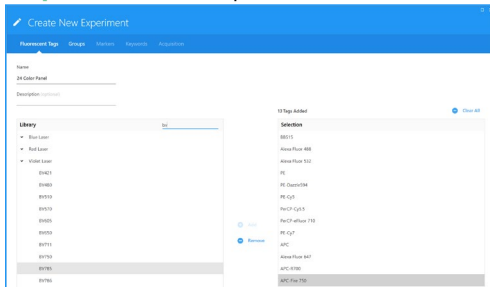 Create New Experiment
Fluorescent Tags Groups Markers Keywords Acquisition
Name
24 Color Panel
Description (optional)
13 Tags Added Clear All
Library bv Selection
Blue Laser
Red Laser
Violet Laser
BV421
BV480
BV510
BV570
BV605
BV650
BV711
BV750
BV785
BV786
Add
Remove
BB515
Alexa Fluor 488
Alexa Fluor 532
PE
PE-Dazzle594
PE-Cy5
PerCP-Cy5.5
PerCP-eFluor 710
PE-Cy7
APC
Alexa Fluor 647
APC-R700
APC Fire 750